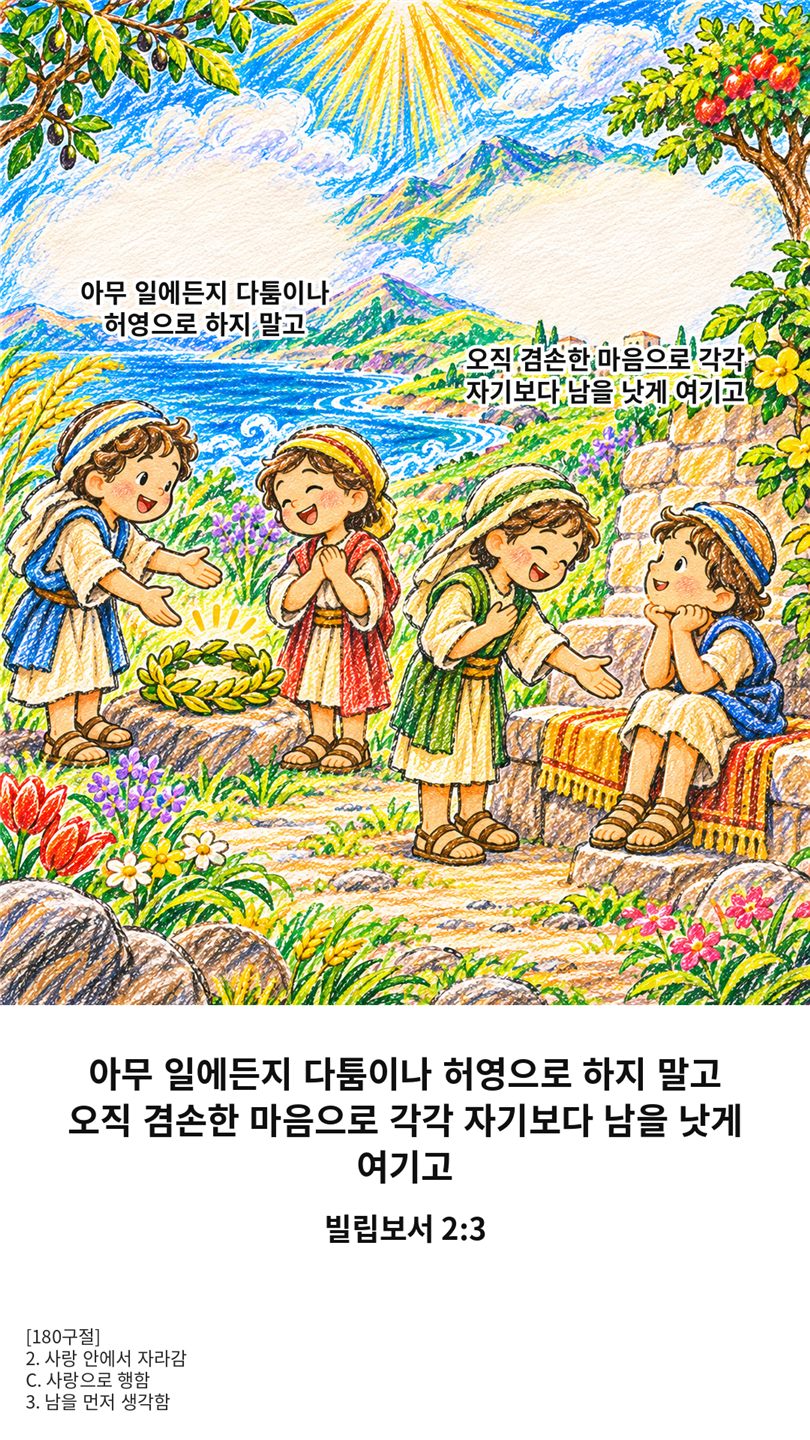 아무 일에든지 다툼이나
허영으로 하지 말고
오직 겸손한 마음으로 각각
자기보다 남을 낫게 여기고
아무 일에든지 다툼이나 허영으로 하지 말고
오직 겸손한 마음으로 각각 자기보다 남을 낫게
여기고
빌립보서 2:3
[180구절]
2. 사랑 안에서 자라감
C. 사랑으로 행함
3. 남을 먼저 생각함